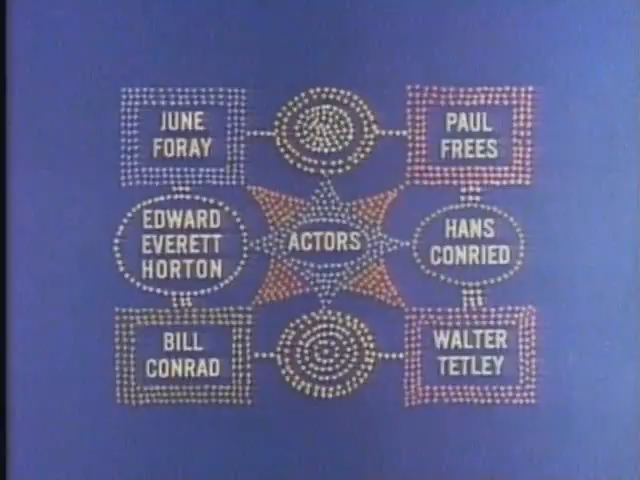 JUNE
FORAY
PAUL
FREES
EDWARD
EVERETT
HORTON
ACTORS
HANS
CONRIED
BILL
CONRAD
WALTER
TETLEY